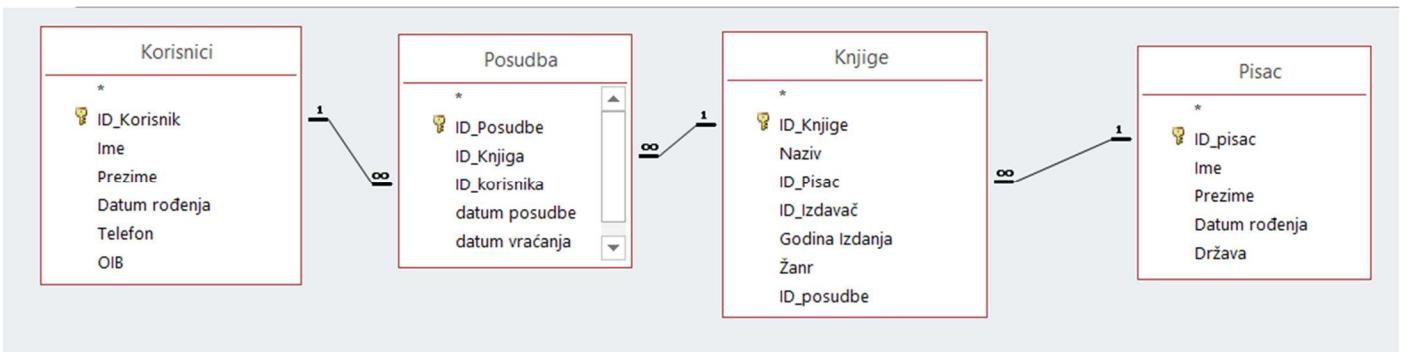 Korisnici
*
ID_Korisnik
Ime
Prezime
Datum rođenja
Telefon
OIB
1
∞
Posudba
*
ID_Posudbe
ID_Knjiga
ID_korisnika
datum posudbe
datum vraćanja
∞
1
Knjige
*
ID_Knjige
Naziv
ID_Pisac
ID_Izdavač
Godina Izdanja
Žanr
ID_posudbe
∞
1
Pisac
*
ID_pisac
Ime
Prezime
Datum rođenja
Država